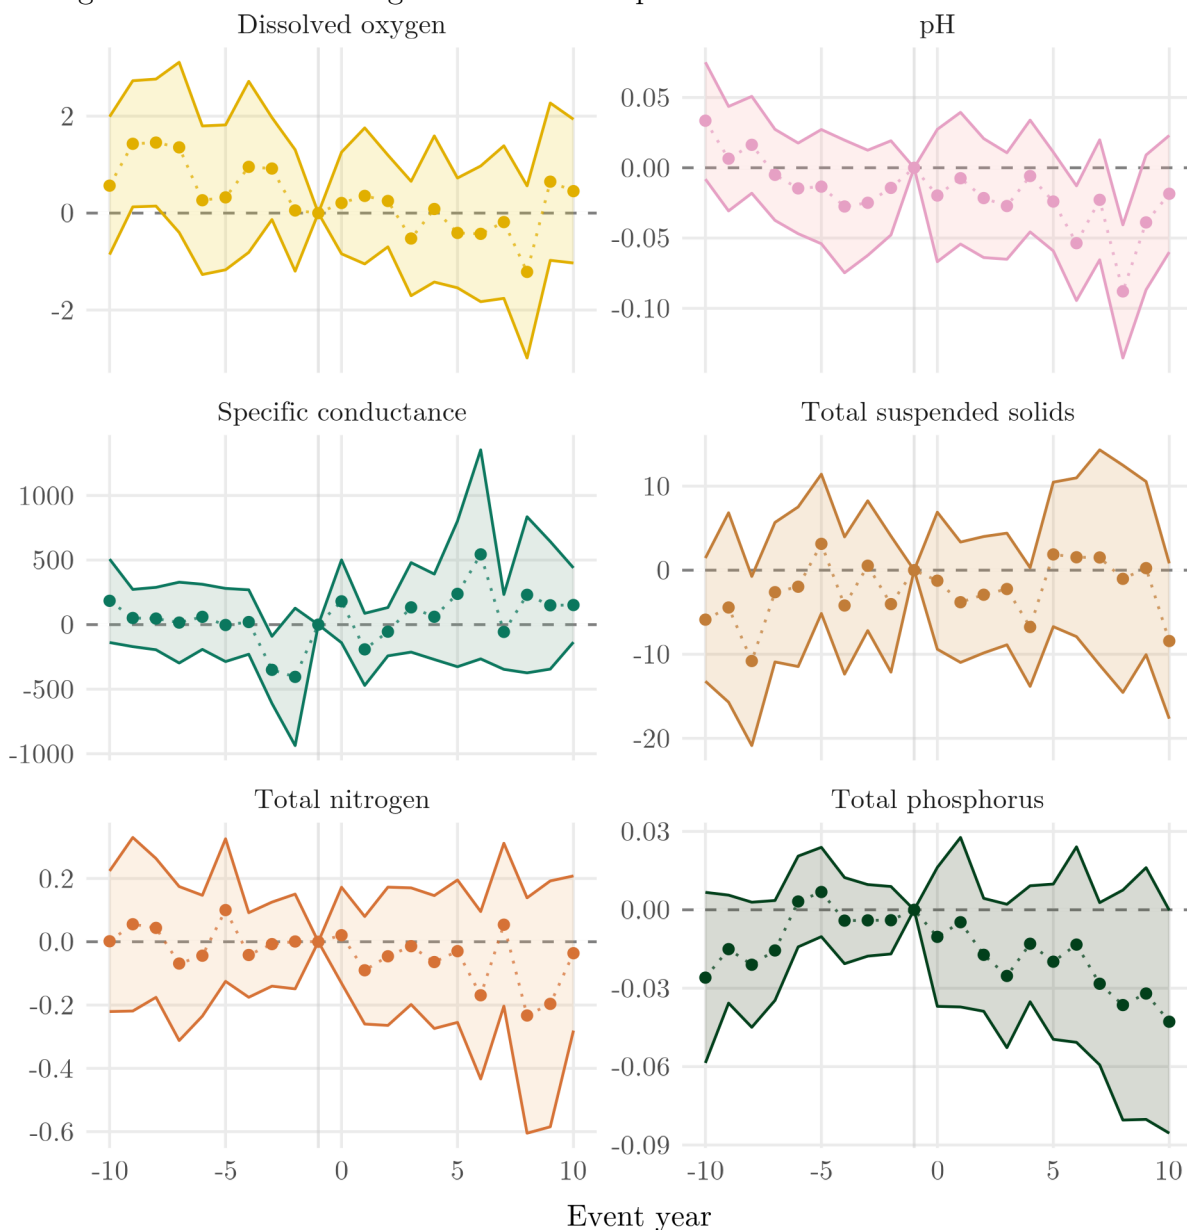 Dissolved oxygen
pH
2
0
-2
0.05
0.00
-0.05
-0.10
Specific conductance
Total suspended solids
1000
500
0
-500
-1000
10
0
-10
-20
Total nitrogen
Total phosphorus
0.2
0.0
-0.2
-0.4
-0.6
0.03
0.00
-0.03
-0.06
-0.09
-10 -5 0 5 10
-10 -5 0 5 10
Event year